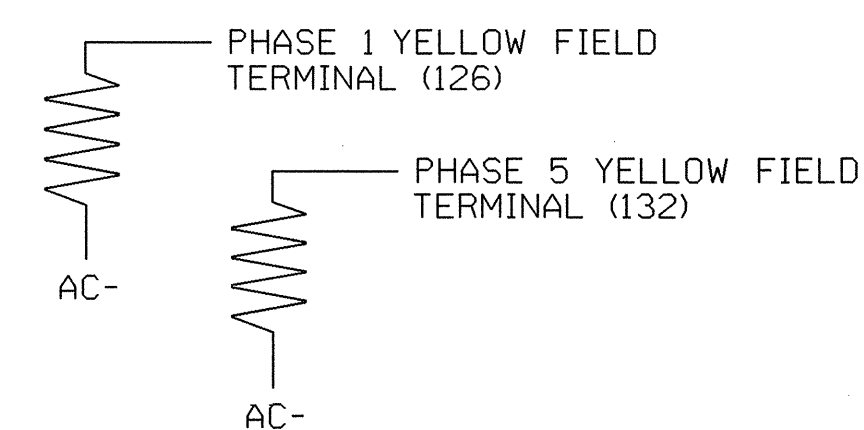 PHASE 1 YELLOW FIELD
TERMINAL (126)
AC-
PHASE 5 YELLOW FIELD
TERMINAL (132)
AC-